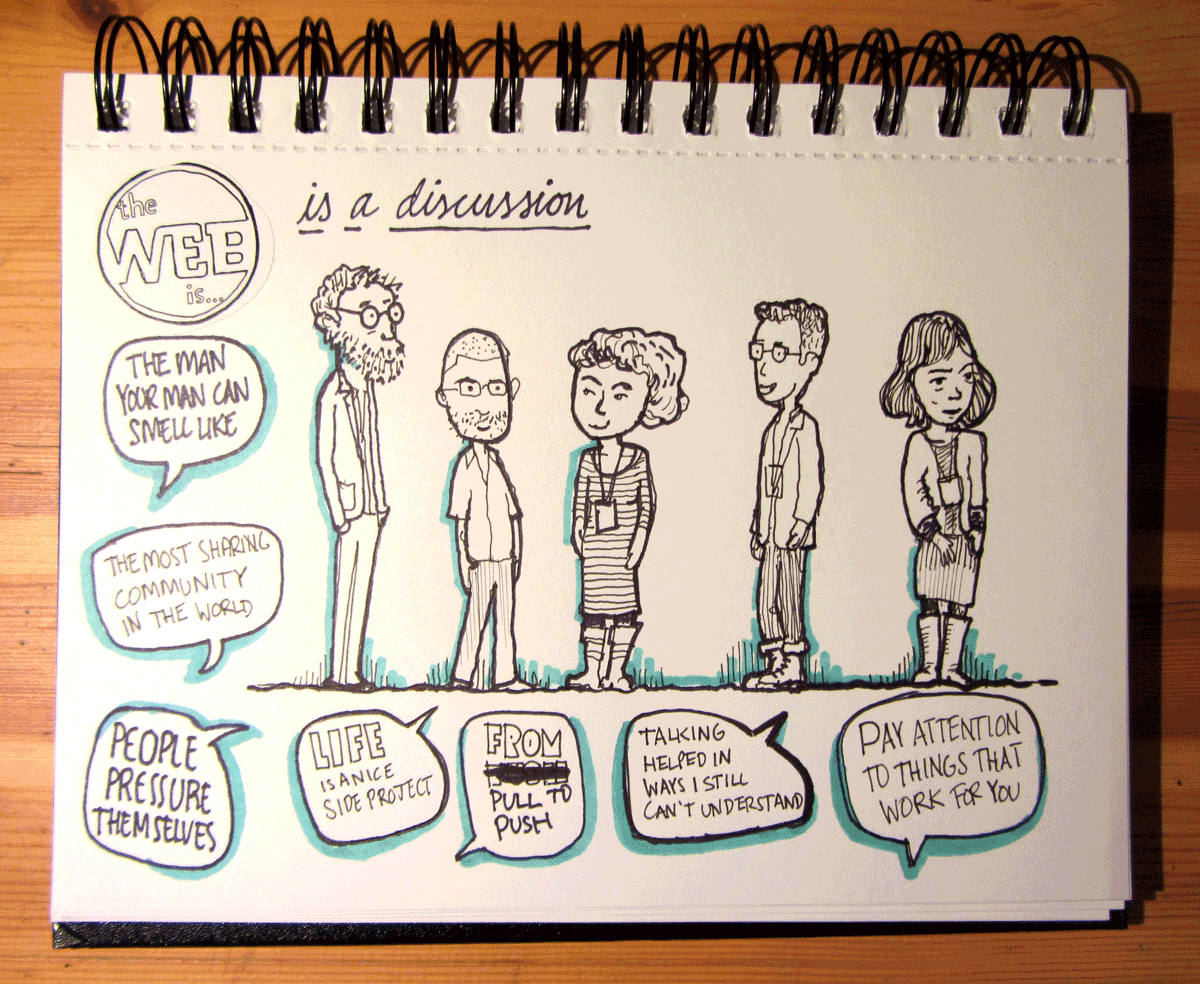 the
WEB
is...
is a discussion
THE MAN
YOUR MAN CAN
SMELL LIKE
THE MOST SHARING
COMMUNITY
IN THE WORLD
PEOPLE
PRESSURE
THEMSELVES
LIFE
IS A NICE
SIDE PROJECT
FROM
PULL TO
PUSH
TALKING
HELPED IN
WAYS I STILL
CAN'T UNDERSTAND
PAY ATTENTION
TO THINGS THAT
WORK FOR YOU